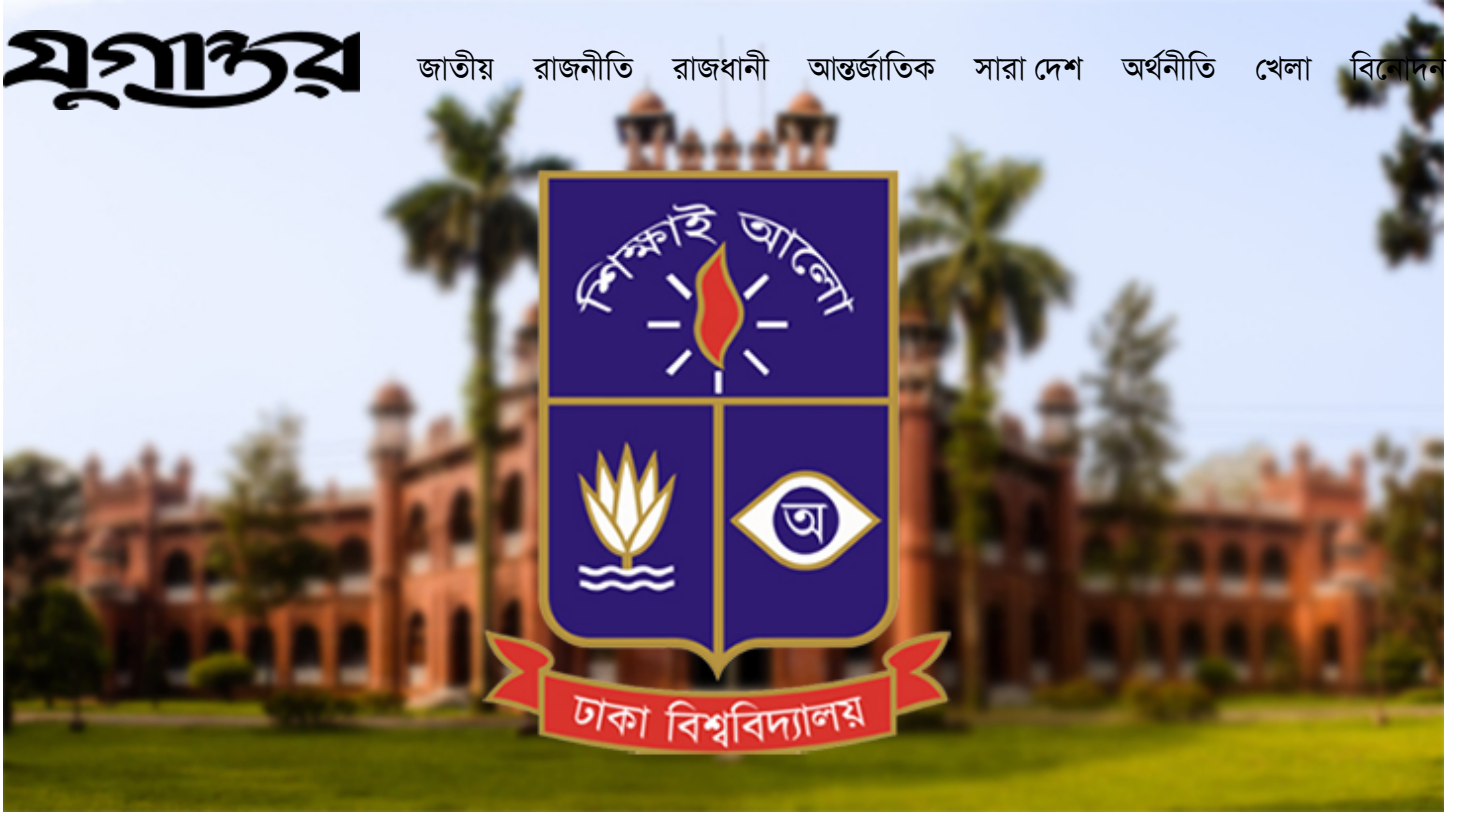 যুগান্তর জাতীয় রাজনীতি রাজধানী আন্তর্জাতিক সারা দেশ অর্থনীতি খেলা বিনোদন
শিক্ষাই আলো
অ
ঢাকা বিশ্ববিদ্যালয়